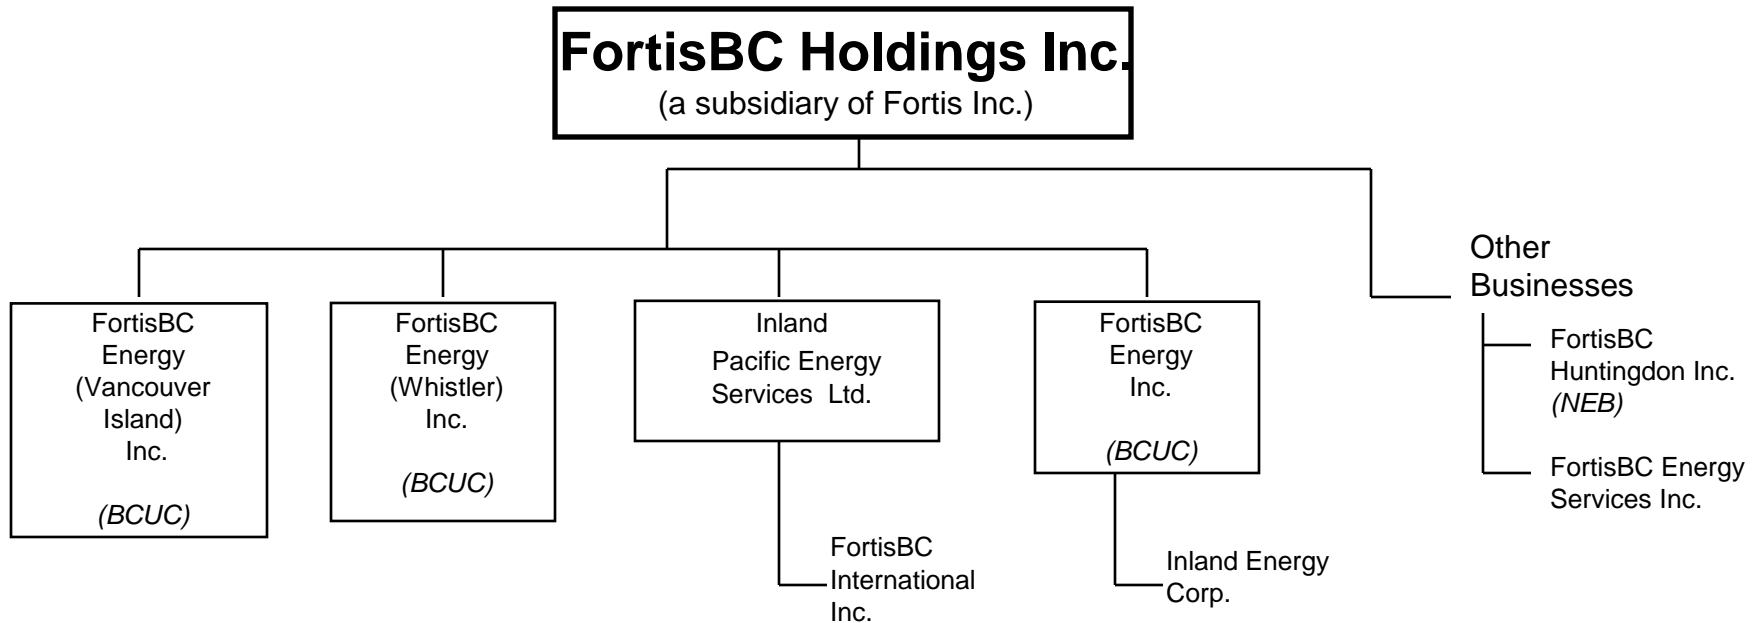 FortisBC Holdings Inc.
(a subsidiary of Fortis Inc.)
FortisBC
Energy
(Vancouver
Island)
Inc.
(BCUC)
FortisBC
Energy
(Whistler)
Inc.
(BCUC)
Inland
Pacific Energy
Services Ltd.
FortisBC
International
Inc.
FortisBC
Energy
Inc.
(BCUC)
Inland Energy
Corp.
Other
Businesses
FortisBC
Huntingdon Inc.
(NEB)
FortisBC Energy
Services Inc.